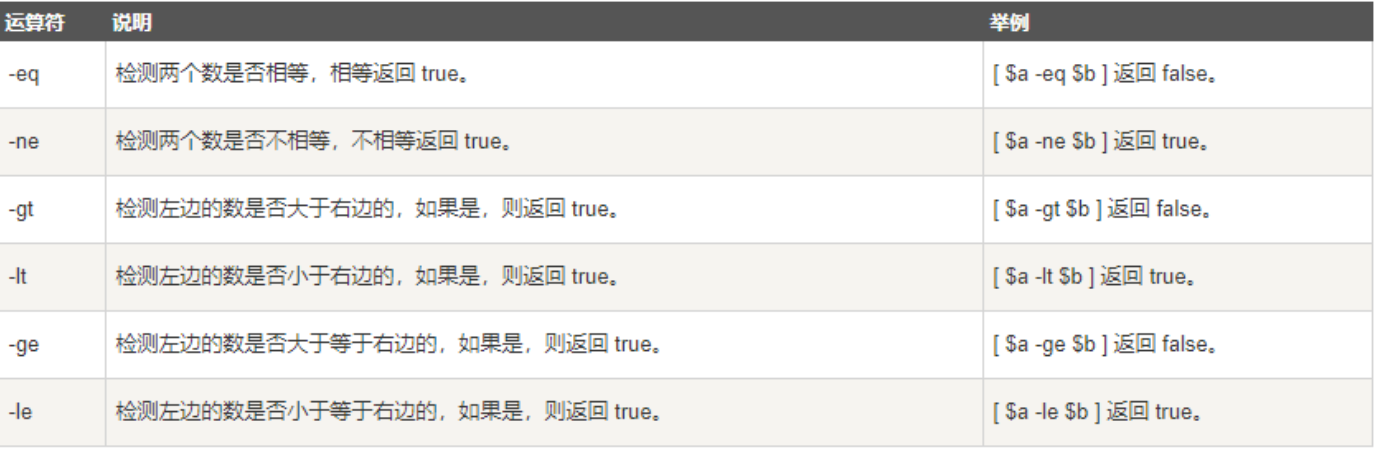 运算符 说明 举例
-eq 检测两个数是否相等，相等返回 true。 [ $a -eq $b ] 返回 false。
-ne 检测两个数是否不相等，不相等返回 true。 [ $a -ne $b ] 返回 true。
-gt 检测左边的数是否大于右边的，如果是，则返回 true。 [ $a -gt $b ] 返回 false。
-lt 检测左边的数是否小于右边的，如果是，则返回 true。 [ $a -lt $b ] 返回 true。
-ge 检测左边的数是否大于等于右边的，如果是，则返回 true。 [ $a -ge $b ] 返回 false。
-le 检测左边的数是否小于等于右边的，如果是，则返回 true。 [ $a -le $b ] 返回 true。